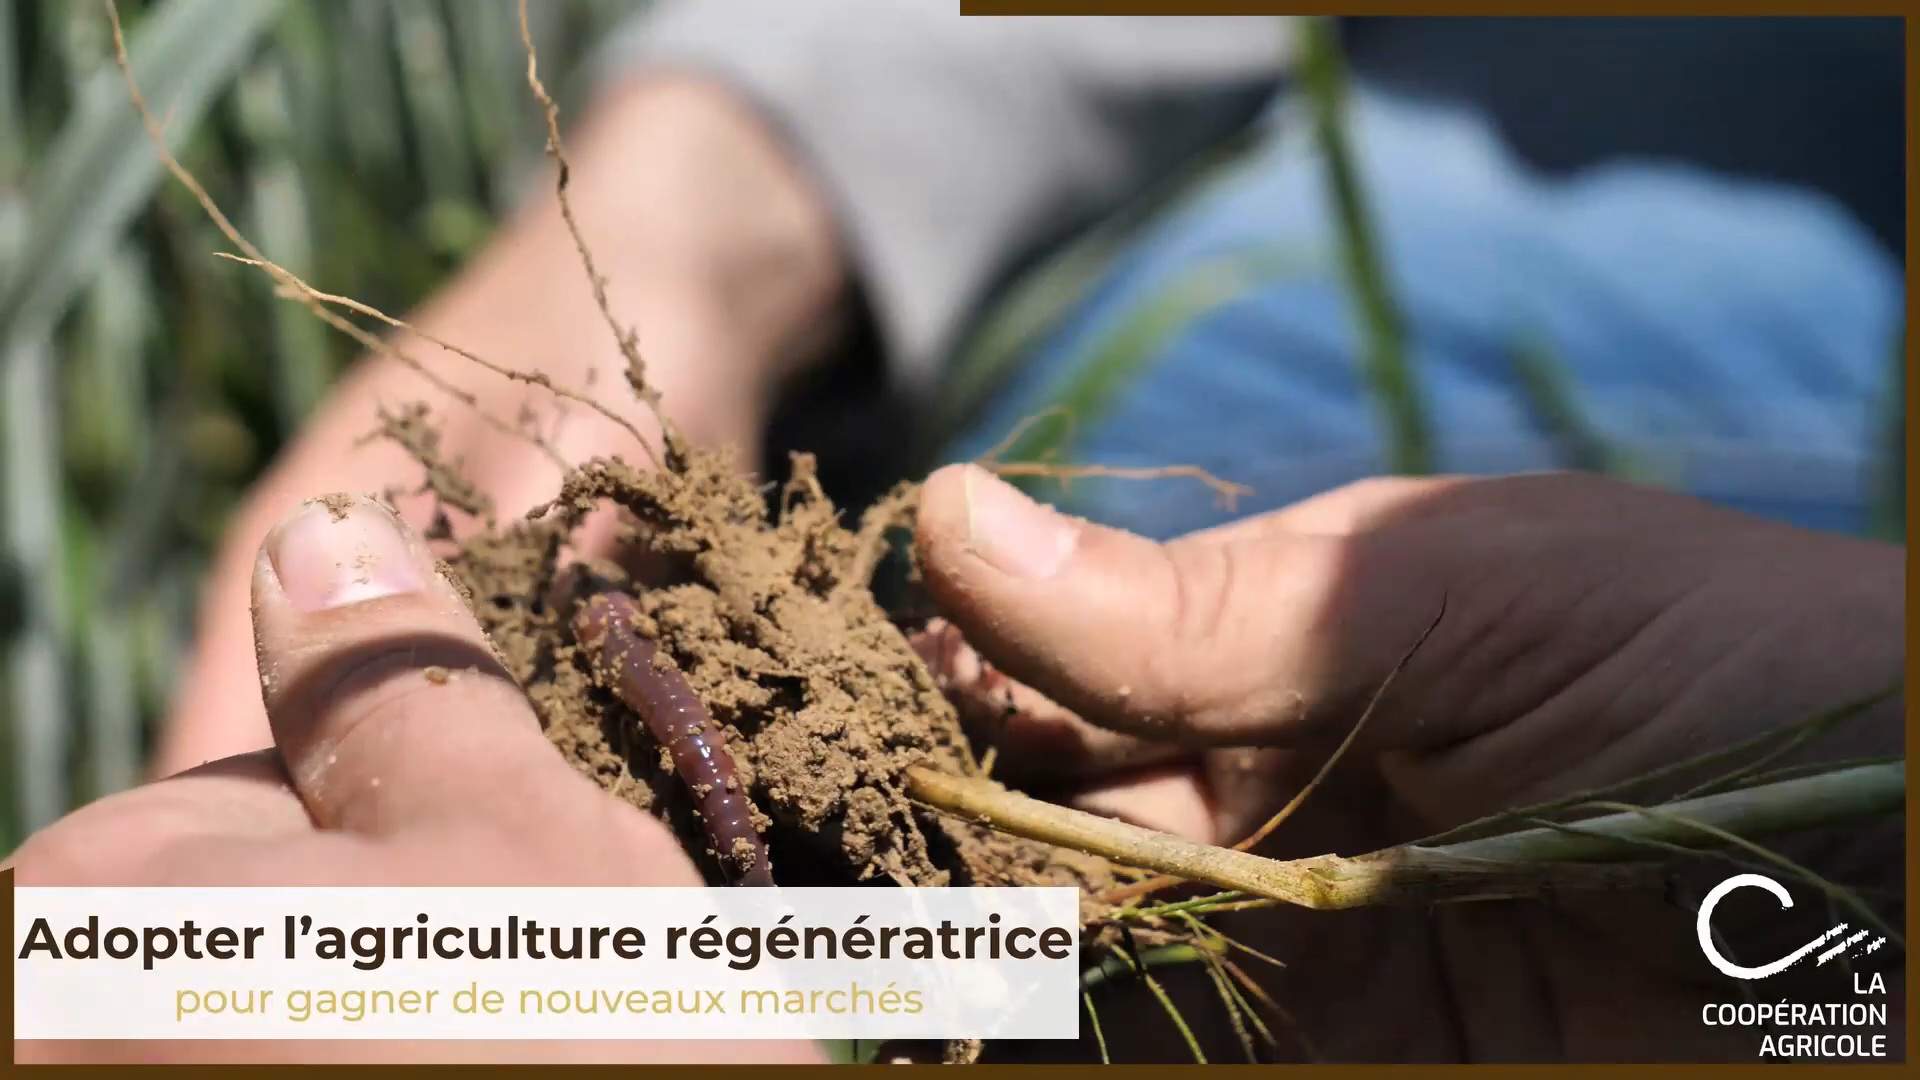 Adopter l’agriculture régénératrice
pour gagner de nouveaux marchés
LA
COOPÉRATION
AGRICOLE